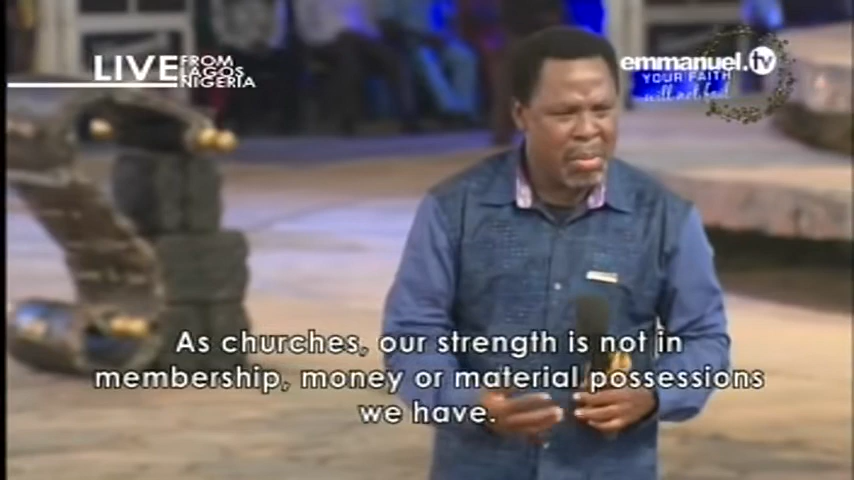 LIVE FROM
LAGOS
NIGERIA
emmanuel.tv
YOUR FAITH
will not fail
As churches, our strength is not in
membership, money or material possessions
we have.